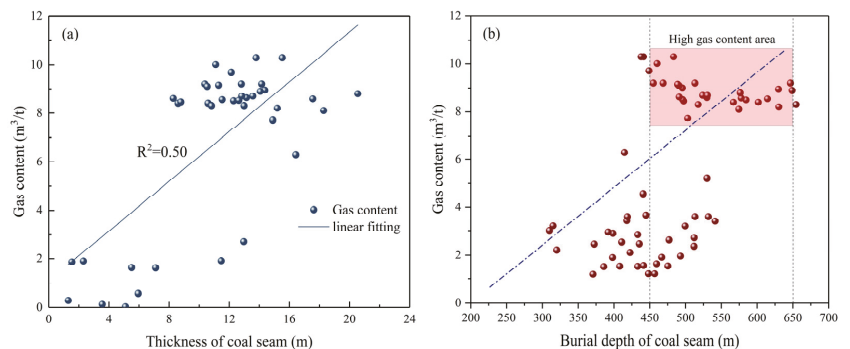 (a)
Gas content (m³/t)
12
10
8
6
4
2
0
R²=0.50
Gas content
linear fitting
0 4 8 12 16 20 24
Thickness of coal seam (m)
(b)
High gas content area
Gas content (m³/t)
12
10
8
6
4
2
0
200 250 300 350 400 450 500 550 600 650 700
Burial depth of coal seam (m)